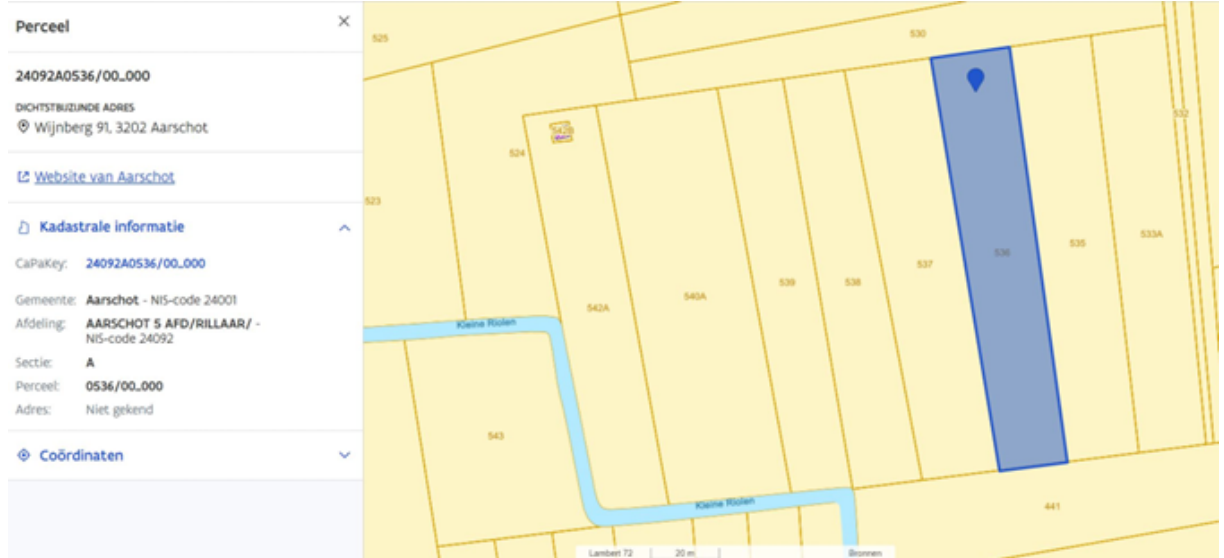 Perceel
24092A0536/00_000
DICHTSTBIJZIJNDE ADRES
Wijnberg 91, 3202 Aarschot
Website van Aarschot
Kadastrale informatie
CaPaKey: 24092A0536/00_000
Gemeente: Aarschot - NIS-code 24001
Afdeling: AARSCHOT 5 AFD/RILLAAR/ -
NIS-code 24092
Sectie: A
Perceel: 0536/00_000
Adres: Niet gekend
Coördinaten
525
530
532
542B
524
523
533A
535
536
537
538
539
540A
542A
Kleine Riolen
543
Kleine Riolen
441
Lambert 72
20 m
Bronnen